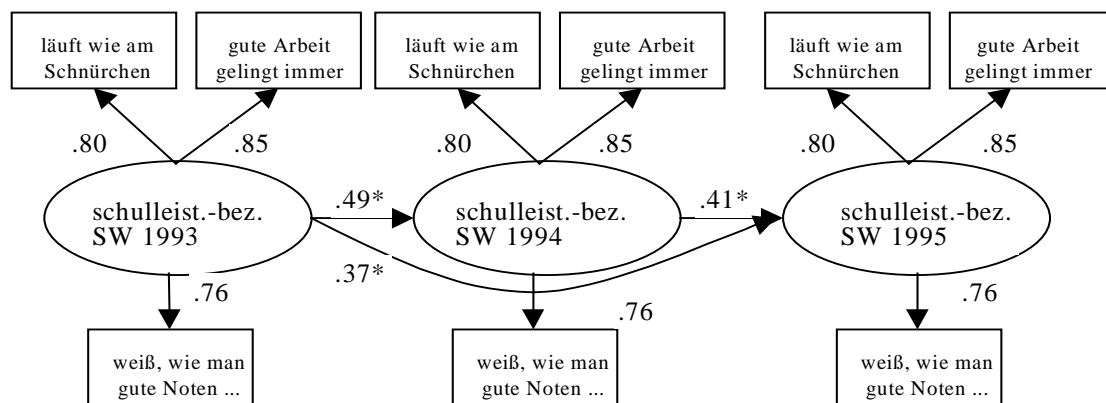 läuft wie am
Schnürchen
gute Arbeit
gelingt immer
läuft wie am
Schnürchen
gute Arbeit
gelingt immer
läuft wie am
Schnürchen
gute Arbeit
gelingt immer
.80
.85
.80
.85
.80
.85
schulleist.-bez.
SW 1993
.49*
schulleist.-bez.
SW 1994
.41*
schulleist.-bez.
SW 1995
.37*
.76
.76
.76
weiß, wie man
gute Noten ...
weiß, wie man
gute Noten ...
weiß, wie man
gute Noten ...